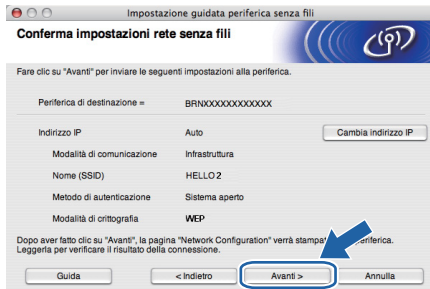 Impostazione guidata periferica senza fili
Conferma impostazioni rete senza fili
Fare clic su "Avanti" per inviare le seguenti impostazioni alla periferica.
Periferica di destinazione = BRNXXXXXXXXXXXX
Indirizzo IP Auto Cambia indirizzo IP
Modalità di comunicazione Infrastruttura
Nome (SSID) HELLO2
Metodo di autenticazione Sistema aperto
Modalità di crittografia WEP
Dopo aver fatto clic su "Avanti", la pagina "Network Configuration" verrà periferica.
Leggerla per verificare il risultato della connessione.
Guida < Indietro Avanti > Annulla